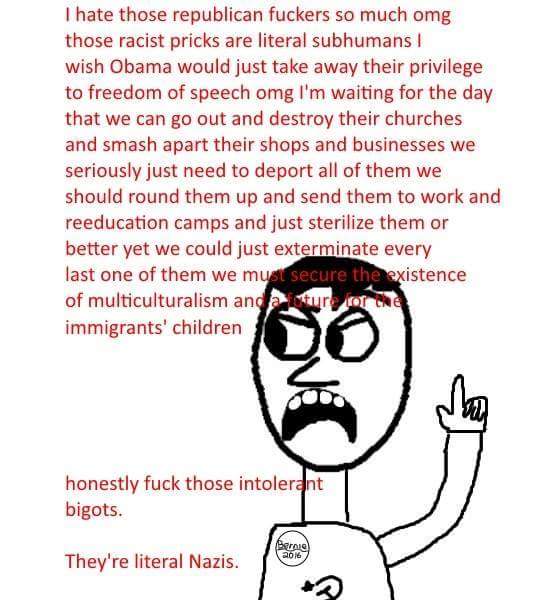 I hate those republican fuckers so much omg
those racist pricks are literal subhumans I
wish Obama would just take away their privilege
to freedom of speech omg I'm waiting for the day
that we can go out and destroy their churches
and smash apart their shops and businesses we
seriously just need to deport all of them we
should round them up and send them to work and
reeducation camps and just sterilize them or
better yet we could just exterminate every
last one of them we must secure the existence
of multiculturalism and a future for the
immigrants' children
honestly fuck those intolerant
bigots.
Bernie
2016
They're literal Nazis.